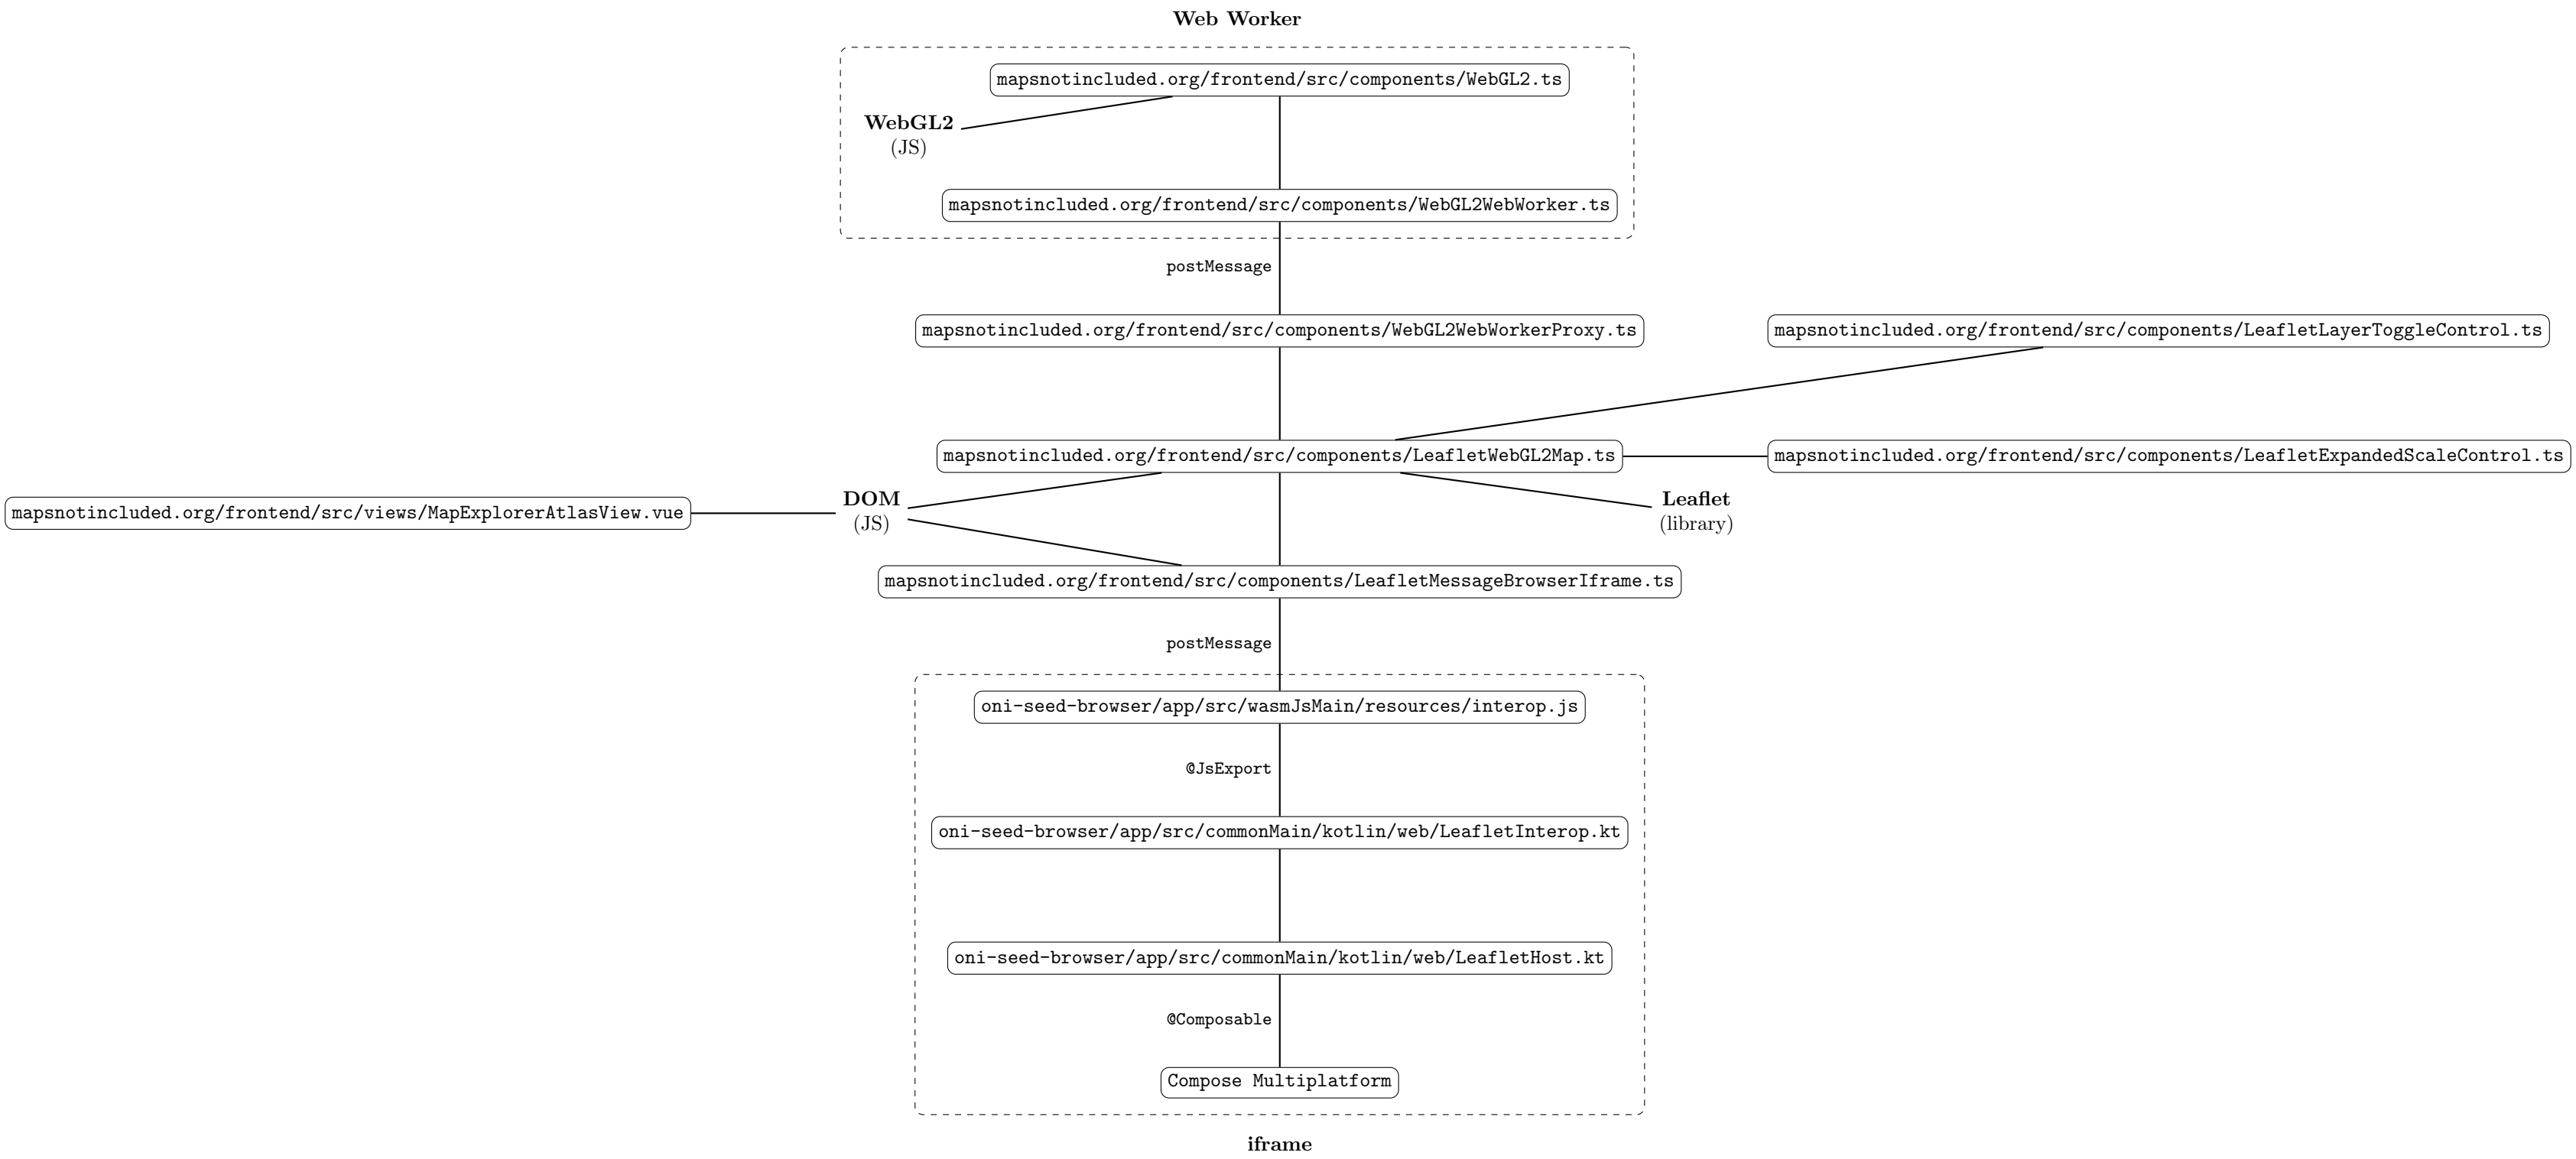 Web Worker
mapsnotincluded.org/frontend/src/components/WebGL2.ts
WebGL2
(JS)
mapsnotincluded.org/frontend/src/components/WebGL2WebWorker.ts
postMessage
mapsnotincluded.org/frontend/src/components/WebGL2WebWorkerProxy.ts
mapsnotincluded.org/frontend/src/components/LeafletLayerToggleControl.ts
mapsnotincluded.org/frontend/src/components/LeafletWebGL2Map.ts
mapsnotincluded.org/frontend/src/components/LeafletExpandedScaleControl.ts
mapsnotincluded.org/frontend/src/views/MapExplorerAtlasView.vue
DOM
(JS)
Leaflet
(library)
mapsnotincluded.org/frontend/src/components/LeafletMessageBrowserIframe.ts
postMessage
oni-seed-browser/app/src/wasmJsMain/resources/interop.js
@JsExport
oni-seed-browser/app/src/commonMain/kotlin/web/LeafletInterop.kt
oni-seed-browser/app/src/commonMain/kotlin/web/LeafletHost.kt
@Composable
Compose Multiplatform
iframe